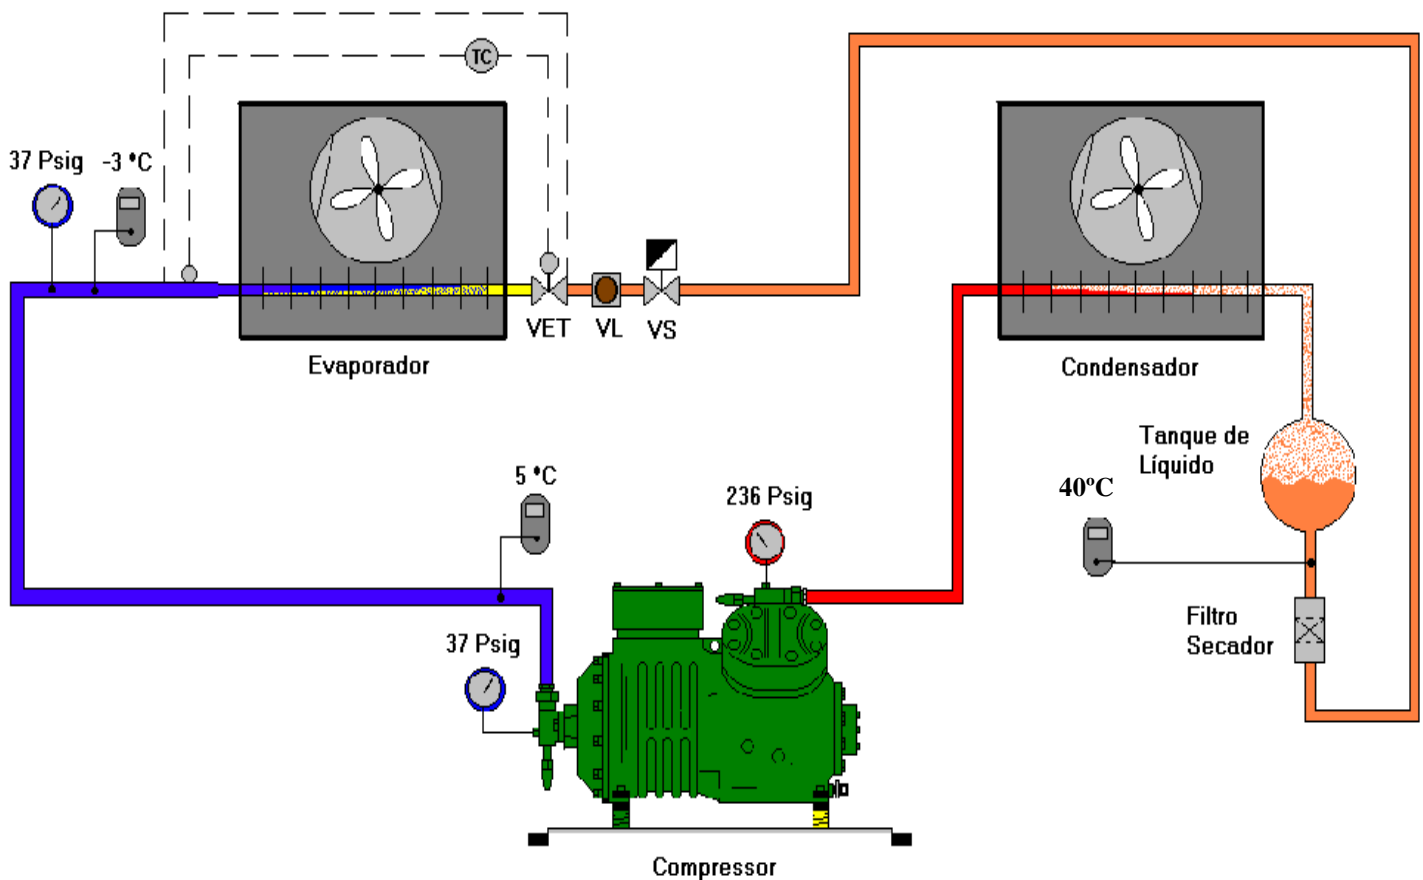 TC
37 Psig
-3 °C
VET
VL
VS
Evaporador
Condensador
Tanque de
Líquido
5 °C
236 Psig
40ºC
Filtro
Secador
37 Psig
Compressor